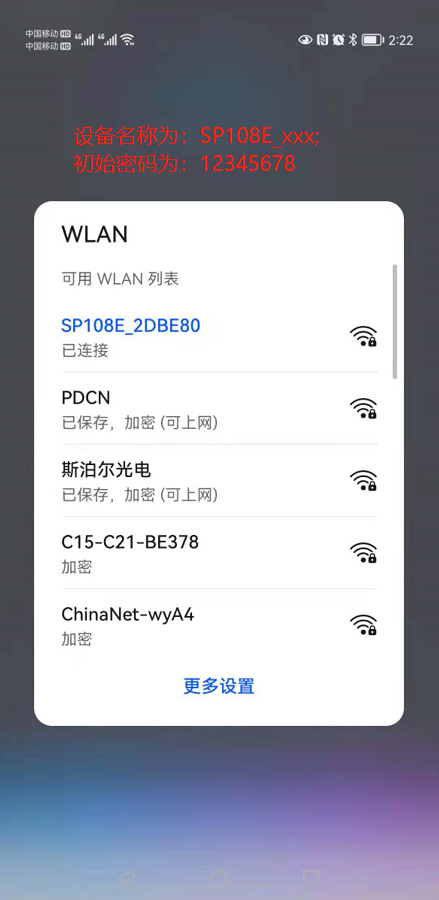 中国移动 HD
中国移动 HD
4G 4G 2:22
设备名称为：SP108E_xxx;
初始密码为：12345678
WLAN
可用 WLAN 列表
SP108E_2DBE80
已连接
PDCN
已保存，加密 (可上网)
斯泊尔光电
已保存，加密 (可上网)
C15-C21-BE378
加密
ChinaNet-wyA4
加密
更多设置